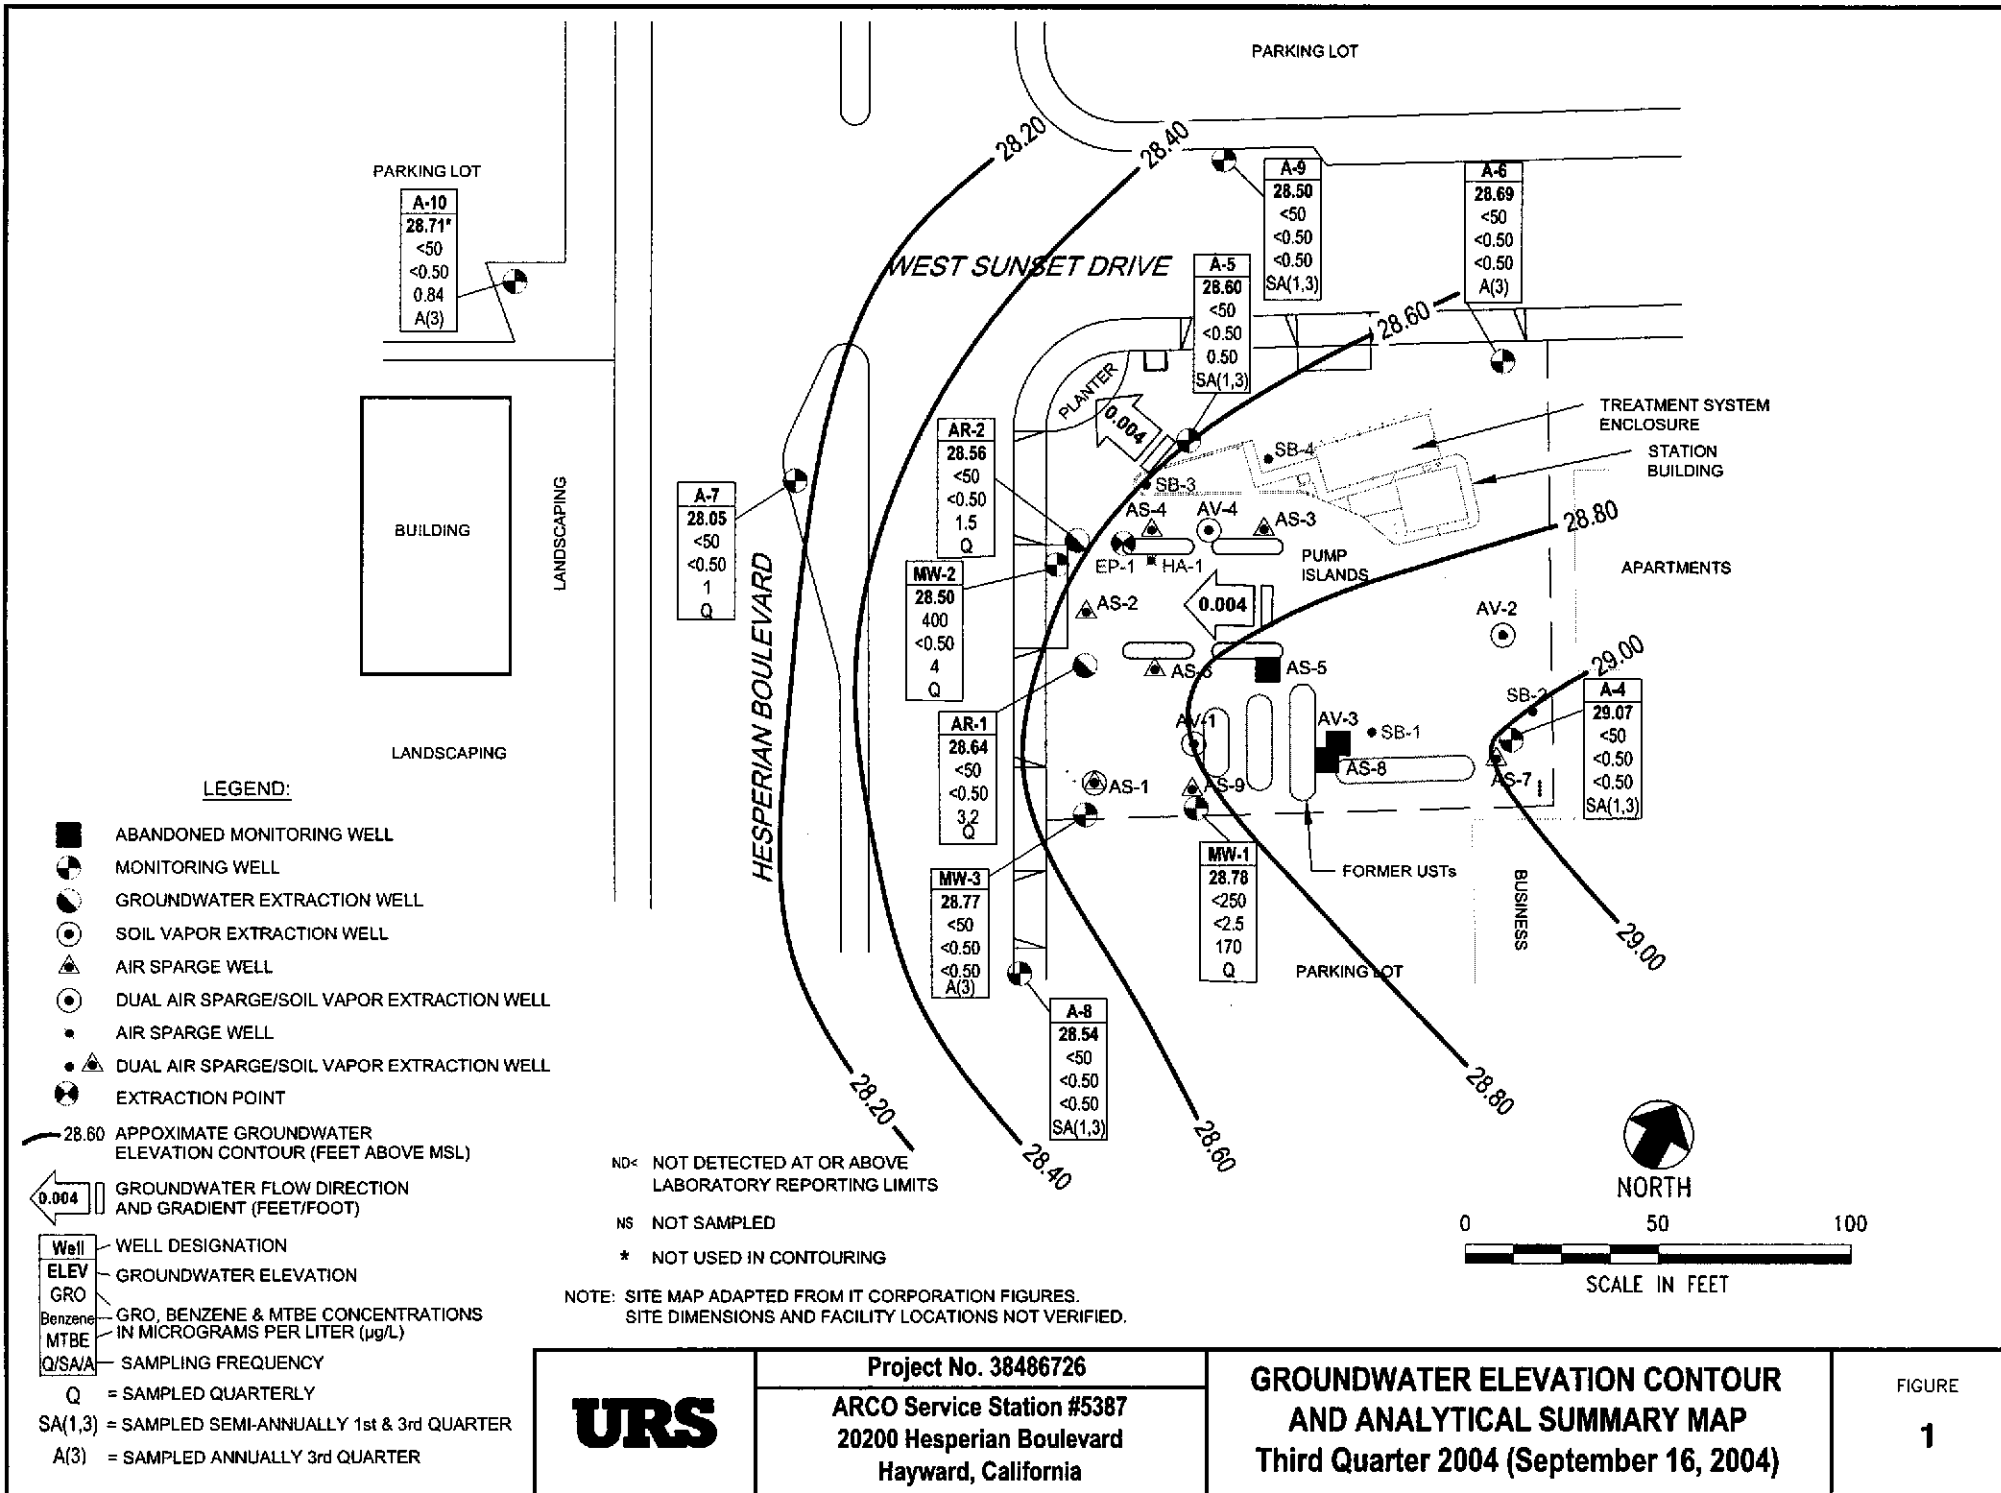 PARKING LOT
28.20
28.40
PARKING LOT
A-10
28.71*
<50
<0.50
0.84
A(3)
A-9
28.50
<50
<0.50
<0.50
SA(1,3)
A-6
28.69
<50
<0.50
<0.50
A(3)
WEST SUNSET DRIVE
A-5
28.60
<50
<0.50
0.50
SA(1,3)
28.60
PLANTER
0.004
TREATMENT SYSTEM
ENCLOSURE
STATION
BUILDING
AR-2
28.56
<50
<0.50
1.5
Q
SB-4
SB-3
A-7
28.05
<50
<0.50
1
Q
BUILDING
LANDSCAPING
AS-4
AV-4
AS-3
28.80
PUMP
ISLANDS
APARTMENTS
EP-1
HA-1
MW-2
28.50
400
<0.50
4
Q
AS-2
0.004
AV-2
HESPERIAN BOULEVARD
29.00
AS-6
AS-5
A-4
29.07
<50
<0.50
<0.50
SA(1,3)
SB-2
AR-1
28.64
<50
<0.50
3.2
Q
AV-1
AV-3
SB-1
LANDSCAPING
AS-8
AS-7
AS-1
AS-9
MW-1
28.78
<250
<2.5
170
Q
FORMER USTs
BUSINESS
MW-3
28.77
<50
<0.50
<0.50
A(3)
29.00
PARKING LOT
A-8
28.54
<50
<0.50
<0.50
SA(1,3)
28.20
28.40
28.60
28.80
LEGEND:
ABANDONED MONITORING WELL
MONITORING WELL
GROUNDWATER EXTRACTION WELL
SOIL VAPOR EXTRACTION WELL
AIR SPARGE WELL
DUAL AIR SPARGE/SOIL VAPOR EXTRACTION WELL
AIR SPARGE WELL
DUAL AIR SPARGE/SOIL VAPOR EXTRACTION WELL
EXTRACTION POINT
28.60 APPOXIMATE GROUNDWATER
ELEVATION CONTOUR (FEET ABOVE MSL)
0.004 GROUNDWATER FLOW DIRECTION
AND GRADIENT (FEET/FOOT)
Well WELL DESIGNATION
ELEV GROUNDWATER ELEVATION
GRO
Benzene GRO, BENZENE & MTBE CONCENTRATIONS
MTBE IN MICROGRAMS PER LITER (µg/L)
Q/SA/A SAMPLING FREQUENCY
Q = SAMPLED QUARTERLY
SA(1,3) = SAMPLED SEMI-ANNUALLY 1st & 3rd QUARTER
A(3) = SAMPLED ANNUALLY 3rd QUARTER
ND< NOT DETECTED AT OR ABOVE
LABORATORY REPORTING LIMITS
NS NOT SAMPLED
* NOT USED IN CONTOURING
NOTE: SITE MAP ADAPTED FROM IT CORPORATION FIGURES.
SITE DIMENSIONS AND FACILITY LOCATIONS NOT VERIFIED.
NORTH
0 50 100
SCALE IN FEET
URS
Project No. 38486726
ARCO Service Station #5387
20200 Hesperian Boulevard
Hayward, California
GROUNDWATER ELEVATION CONTOUR
AND ANALYTICAL SUMMARY MAP
Third Quarter 2004 (September 16, 2004)
FIGURE
1